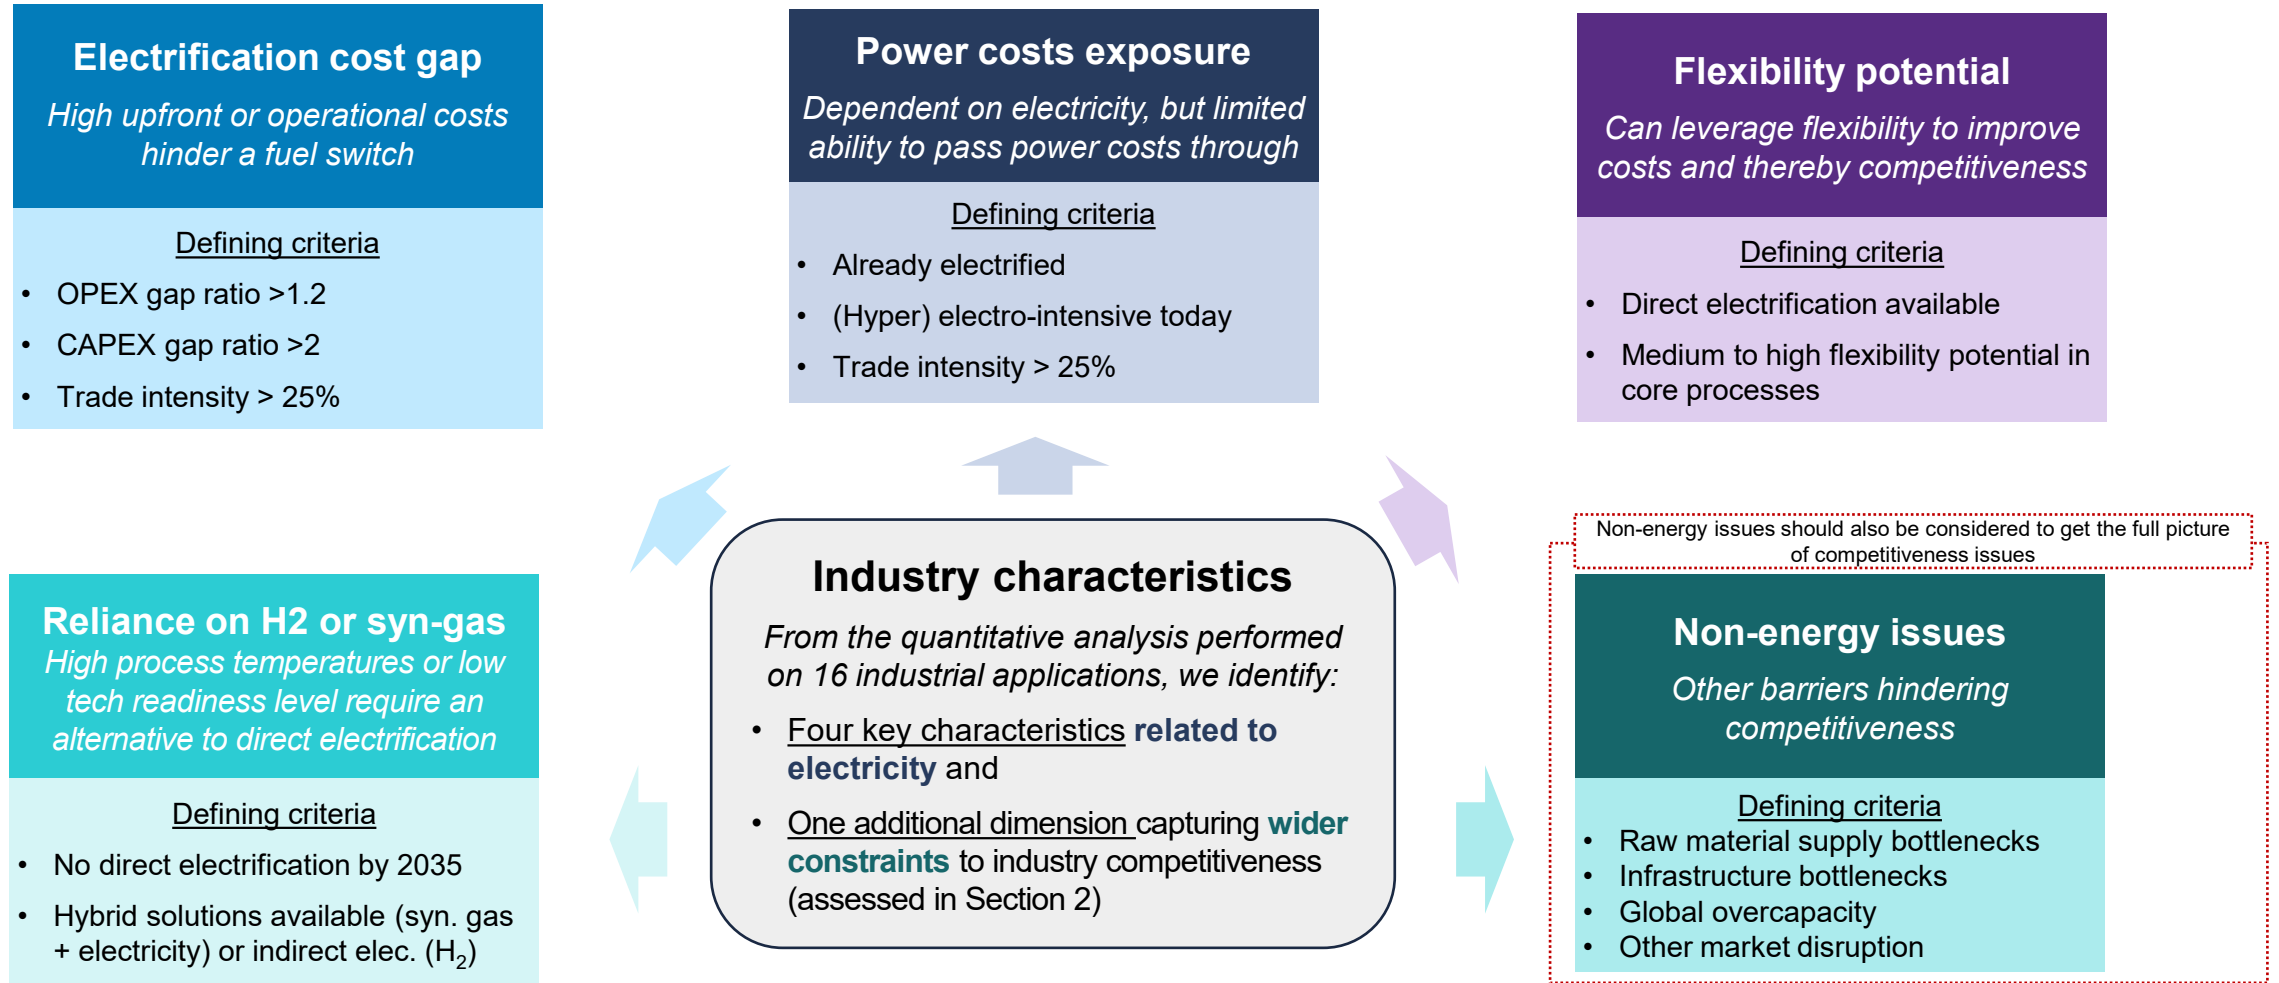 Electrification cost gap
High upfront or operational costs
hinder a fuel switch
Defining criteria
• OPEX gap ratio >1.2
• CAPEX gap ratio >2
• Trade intensity > 25%
Power costs exposure
Dependent on electricity, but limited
ability to pass power costs through
Defining criteria
• Already electrified
• (Hyper) electro-intensive today
• Trade intensity > 25%
Flexibility potential
Can leverage flexibility to improve
costs and thereby competitiveness
Defining criteria
• Direct electrification available
• Medium to high flexibility potential in
core processes
Reliance on H2 or syn-gas
High process temperatures or low
tech readiness level require an
alternative to direct electrification
Defining criteria
• No direct electrification by 2035
• Hybrid solutions available (syn. gas
+ electricity) or indirect elec. (H₂)
Industry characteristics
From the quantitative analysis performed
on 16 industrial applications, we identify:
• Four key characteristics related to
electricity and
• One additional dimension capturing wider
constraints to industry competitiveness
(assessed in Section 2)
Non-energy issues should also be considered to get the full picture
of competitiveness issues
Non-energy issues
Other barriers hindering
competitiveness
Defining criteria
• Raw material supply bottlenecks
• Infrastructure bottlenecks
• Global overcapacity
• Other market disruption